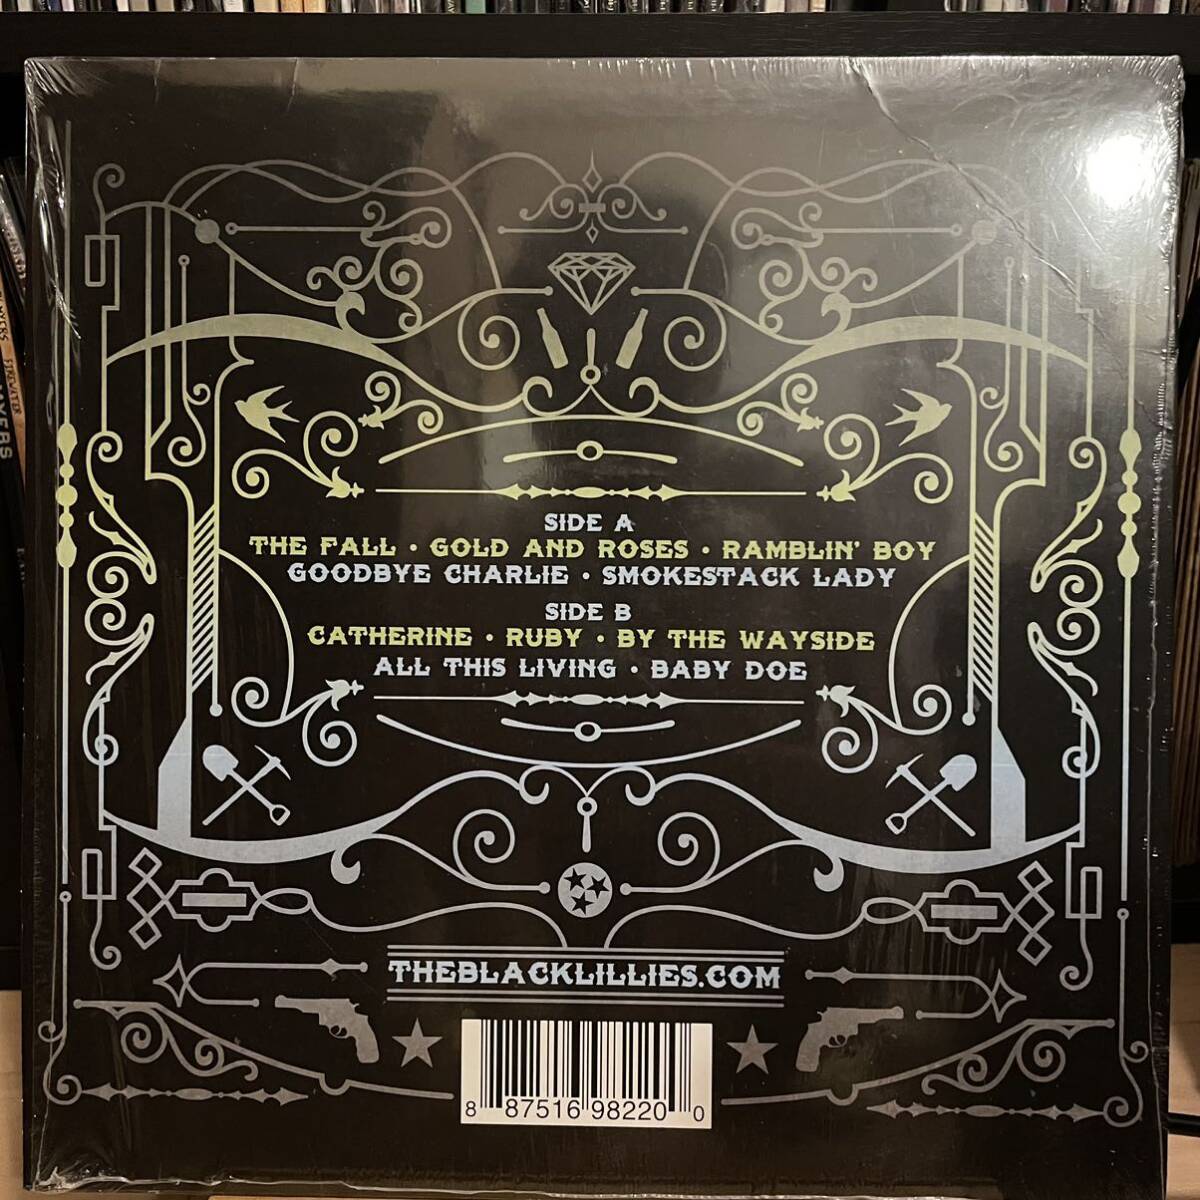 SIDE A
THE FALL • GOLD AND ROSES • RAMBLIN' BOY
GOODBYE CHARLIE • SMOKESTACK LADY
SIDE B
CATHERINE • RUBY • BY THE WAYSIDE
ALL THIS LIVING • BABY DOE
THEBLACKLILLIES.COM
8 87516 98220 0